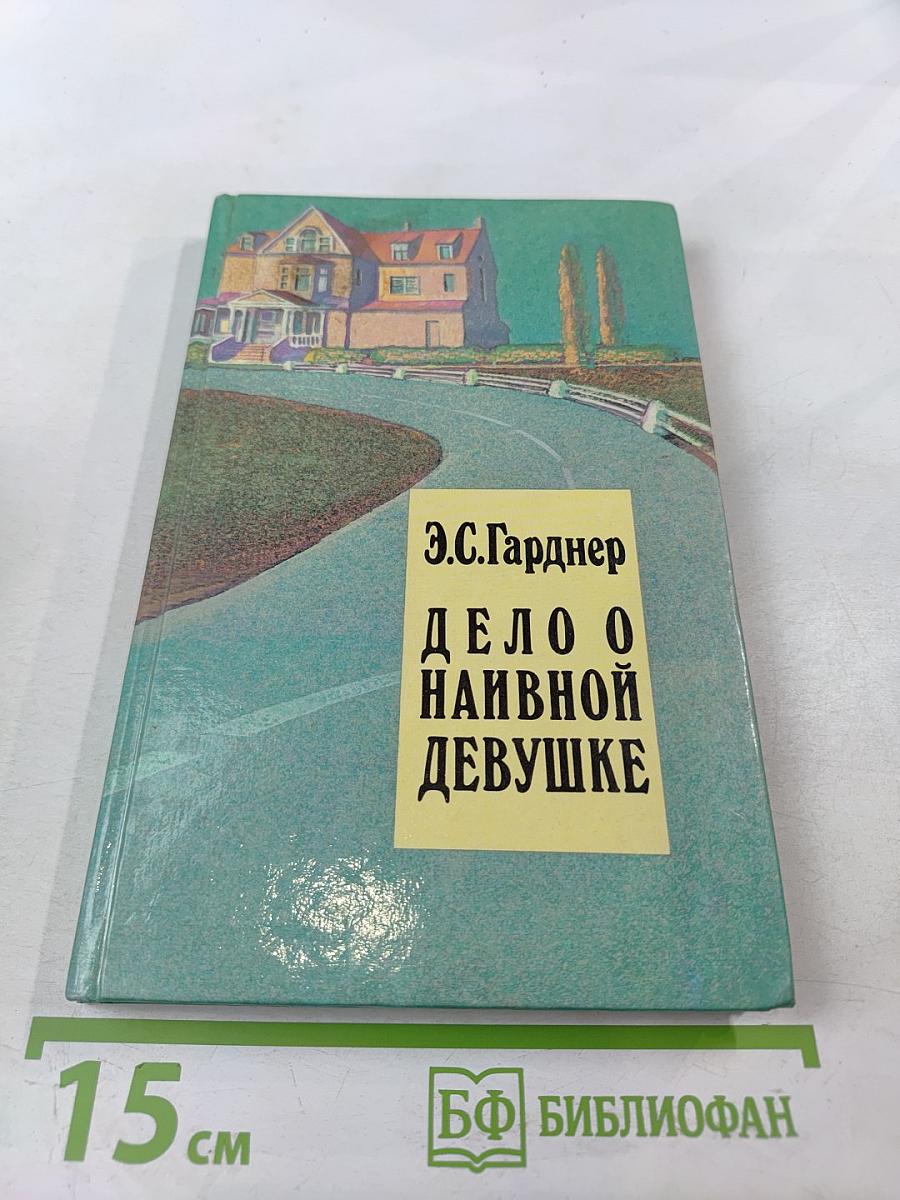 Э.С.Гарднер
ДЕЛО О
НАИВНОЙ
ДЕВУШКЕ
15 см
БФ БИБЛИОФАН